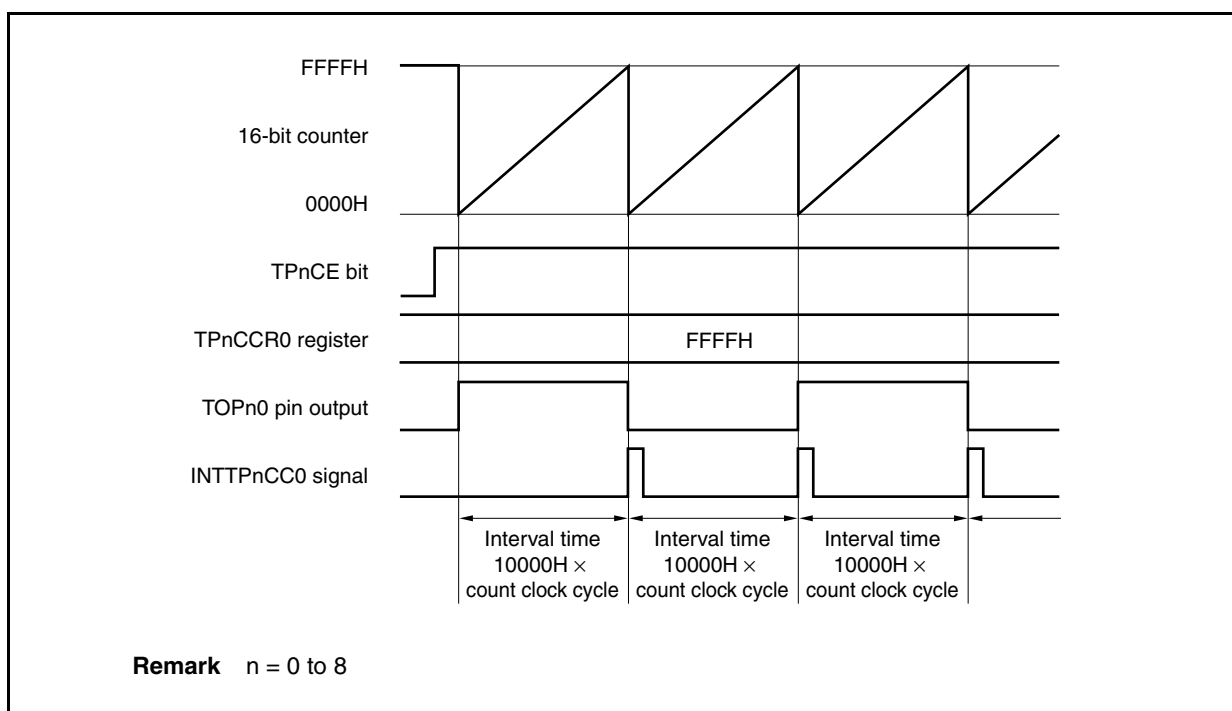 FFFFH
16-bit counter
0000H
TPnCE bit
TPnCCR0 register
FFFFH
TOPn0 pin output
INTTPnCC0 signal
Interval time
10000H ×
count clock cycle
Interval time
10000H ×
count clock cycle
Interval time
10000H ×
count clock cycle
Remark n = 0 to 8